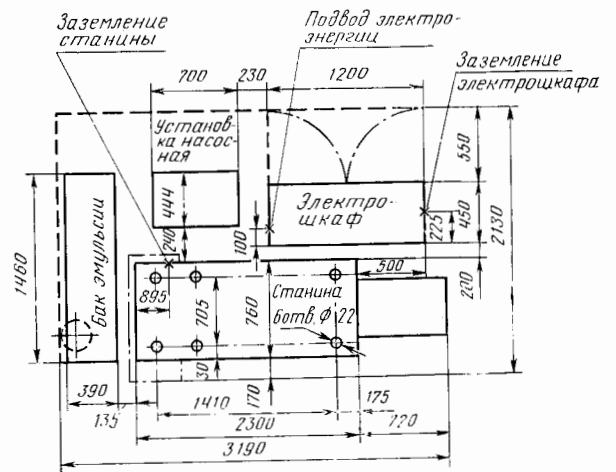 Заземление
станины
Подвод электро-
энергии
Заземление
электрошкафа
700
230
1200
Установ-
ка насос-
ная
444
240
100
Электро-
шкаф
225
450
550
2130
200
500
1460
Бак эмульсии
895
705
760
Станина
6отв. ф 22
30
170
390
135
1410
175
2300
720
3190